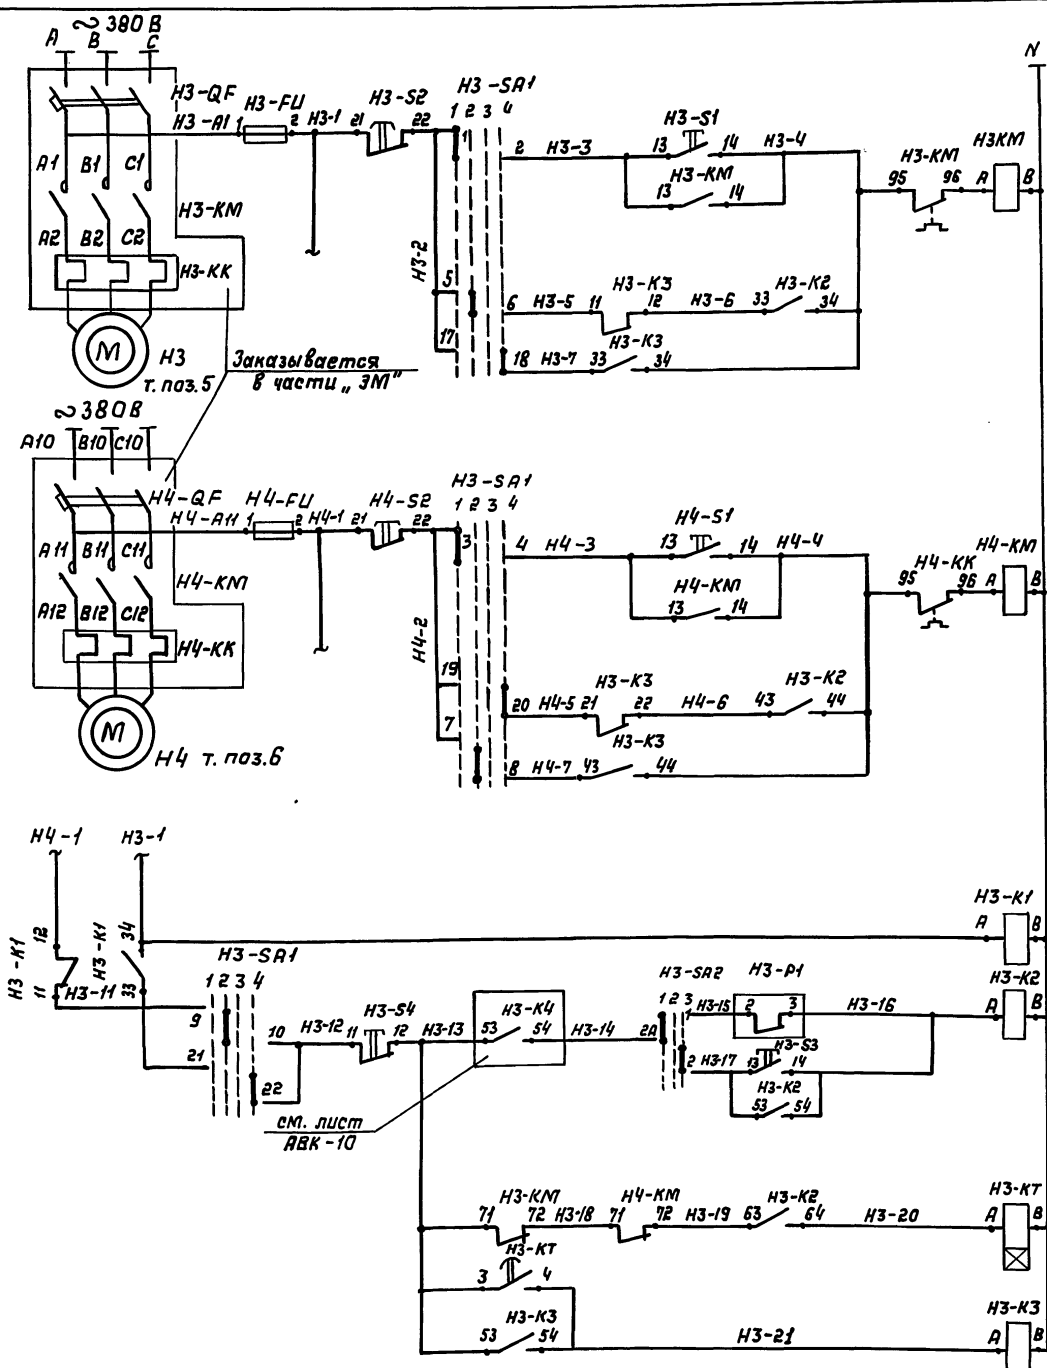 ~ 380 В
А В С N
Н3-QF Н3-FU Н3-S2 Н3-SA1
Н3-А1 1 2 Н3-1 21 22 1 2 3 4
1 2 Н3-3 13 Н3-S1 14 Н3-4
13 Н3-КМ 14
Н3-КМ 95 96 А Н3КМ В
А1 В1 С1
Н3-КМ
А2 В2 С2
Н3-КК
Н3-2
5 6 Н3-5 11 Н3-К3 12 Н3-6 33 Н3-К2 34
17 18 Н3-7 33 Н3-К3 34
М Н3
т. поз.5
Заказывается
в части „ЭМ"
~ 380В
А10 В10 С10
Н4-QF Н4-FU Н4-S2 Н3-SA1
Н4-А11 1 2 Н4-1 21 22 1 2 3 4
3 4 Н4-3 13 Н4-S1 14 Н4-4
13 Н4-КМ 14
95 Н4-КК 96 А Н4-КМ В
А11 В11 С11
Н4-КМ
А12 В12 С12
Н4-КК
Н4-2
19 20 Н4-5 21 Н3-К3 22 Н4-6 43 Н3-К2 44
7 8 Н4-7 43 Н3-К3 44
М Н4 т. поз.6
Н4-1 Н3-1
Н3-К1 12 11 Н3-К1 34 33
Н3-11
А Н3-К1 В
Н3-SA1
1 2 3 4
9 10 Н3-12 11 Н3-S4 12 Н3-13 53 Н3-К4 54 Н3-14 2А
21 22
Н3-SA2
1 2 3
1 Н3-15 2 Н3-Р1 3 Н3-16 А Н3-К2 В
2 Н3-17 13 Н3-S3 14
Н3-К2
53 54
см. лист
АВК-10
71 Н3-КМ 72 Н3-18 71 Н4-КМ 72 Н3-19 63 Н3-К2 64 Н3-20 А Н3-КТ В
3 Н3-КТ 4
53 Н3-К3 54 Н3-21 А Н3-К3 В